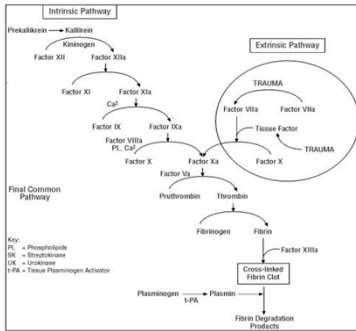 Intrinsic Pathway
Prekallikrein Kallilrein
Kininogen
Factor XII Factor XIIa
Factor XI Factor XIa
Ca2
Factor IX Factor IXa
Factor VIIIa
PL, Ca2
Factor X Factor Xa Factor X
Factor Va
Extrinsic Pathway
TRAUMA
Factor VIIa Factor VIIa
Tissue Factor
TRAUMA
Final Common
Pathway
Pruthrombin Thrombin
Fibrinogen Fibrin
Factor XIIIa
Cross-linked
Fibrin Clot
Plasminogen Plasmin
t-PA
Fibrin Degradation
Products
Key:
PL = Phospholipids
SK = Streptokinase
UK = Urokinase
t-PA = Tissue Plasminogen Activator